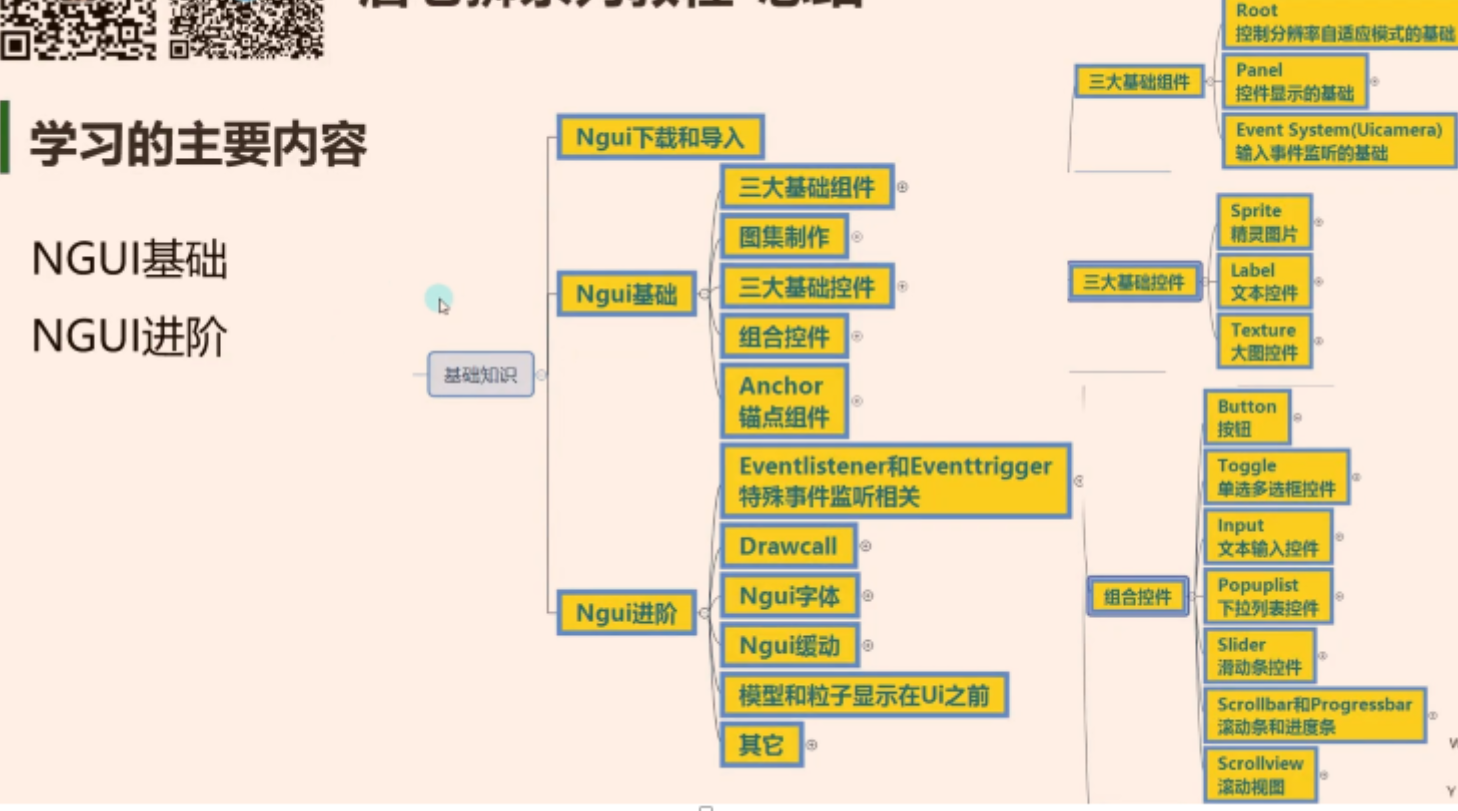 学习的主要内容
NGUI基础
NGUI进阶
基础知识
Ngui下载和导入
Ngui基础
三大基础组件
图集制作
三大基础控件
组合控件
Anchor
锚点组件
Ngui进阶
Eventlistener和Eventtrigger
特殊事件监听相关
Drawcall
Ngui字体
Ngui缓动
模型和粒子显示在Ui之前
其它
三大基础组件
Root
控制分辨率自适应模式的基础
Panel
控件显示的基础
Event System(Uicamera)
输入事件监听的基础
三大基础控件
Sprite
精灵图片
Label
文本控件
Texture
大图控件
组合控件
Button
按钮
Toggle
单选多选框控件
Input
文本输入控件
Popuplist
下拉列表控件
Slider
滑动条控件
Scrollbar和Progressbar
滚动条和进度条
Scrollview
滚动视图